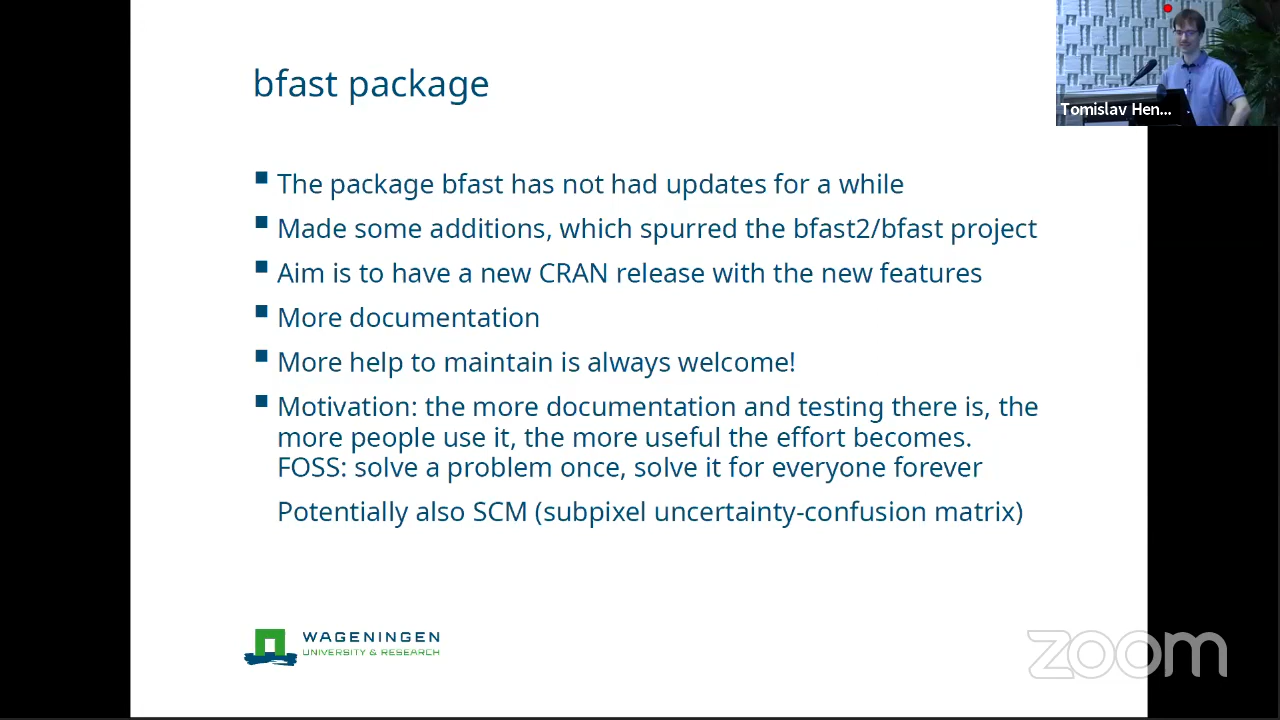 bfast package
Tomislav Hen...
The package bfast has not had updates for a while
Made some additions, which spurred the bfast2/bfast project
Aim is to have a new CRAN release with the new features
More documentation
More help to maintain is always welcome!
Motivation: the more documentation and testing there is, the
more people use it, the more useful the effort becomes.
FOSS: solve a problem once, solve it for everyone forever
Potentially also SCM (subpixel uncertainty-confusion matrix)
WAGENINGEN
UNIVERSITY & RESEARCH
zoom